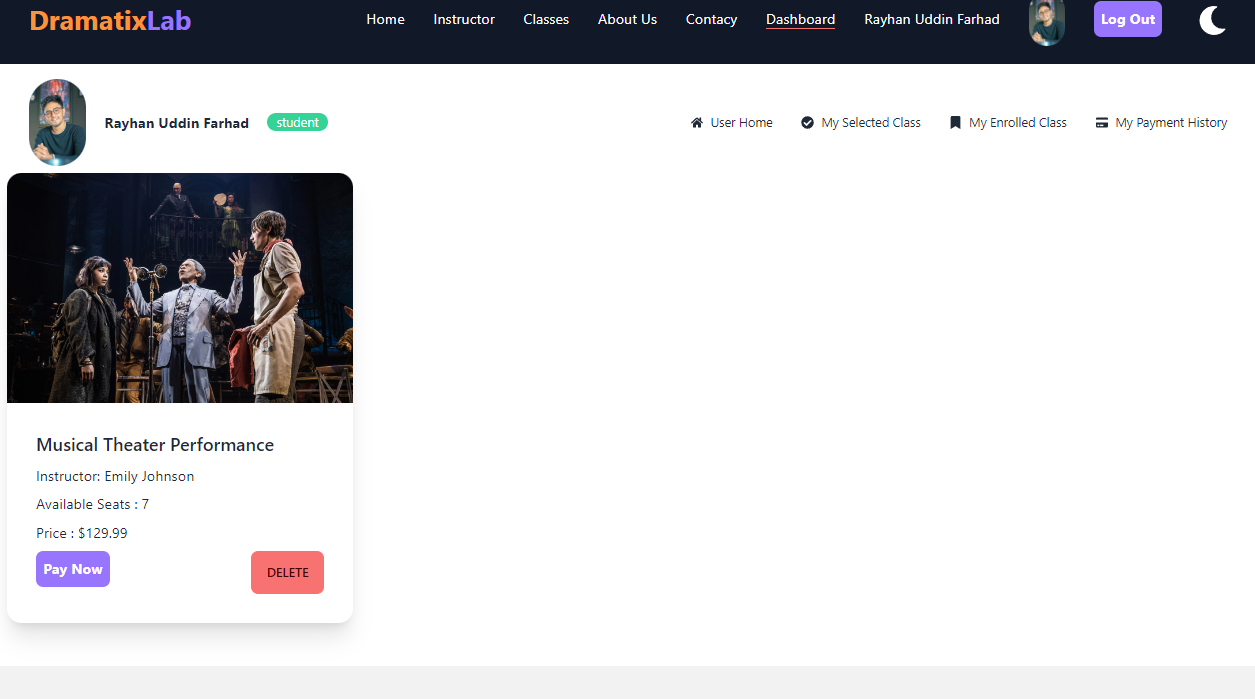 DramatixLab
Home Instructor Classes About Us Contacy Dashboard Rayhan Uddin Farhad Log Out
Rayhan Uddin Farhad student
User Home My Selected Class My Enrolled Class My Payment History
Musical Theater Performance
Instructor: Emily Johnson
Available Seats : 7
Price : $129.99
Pay Now DELETE